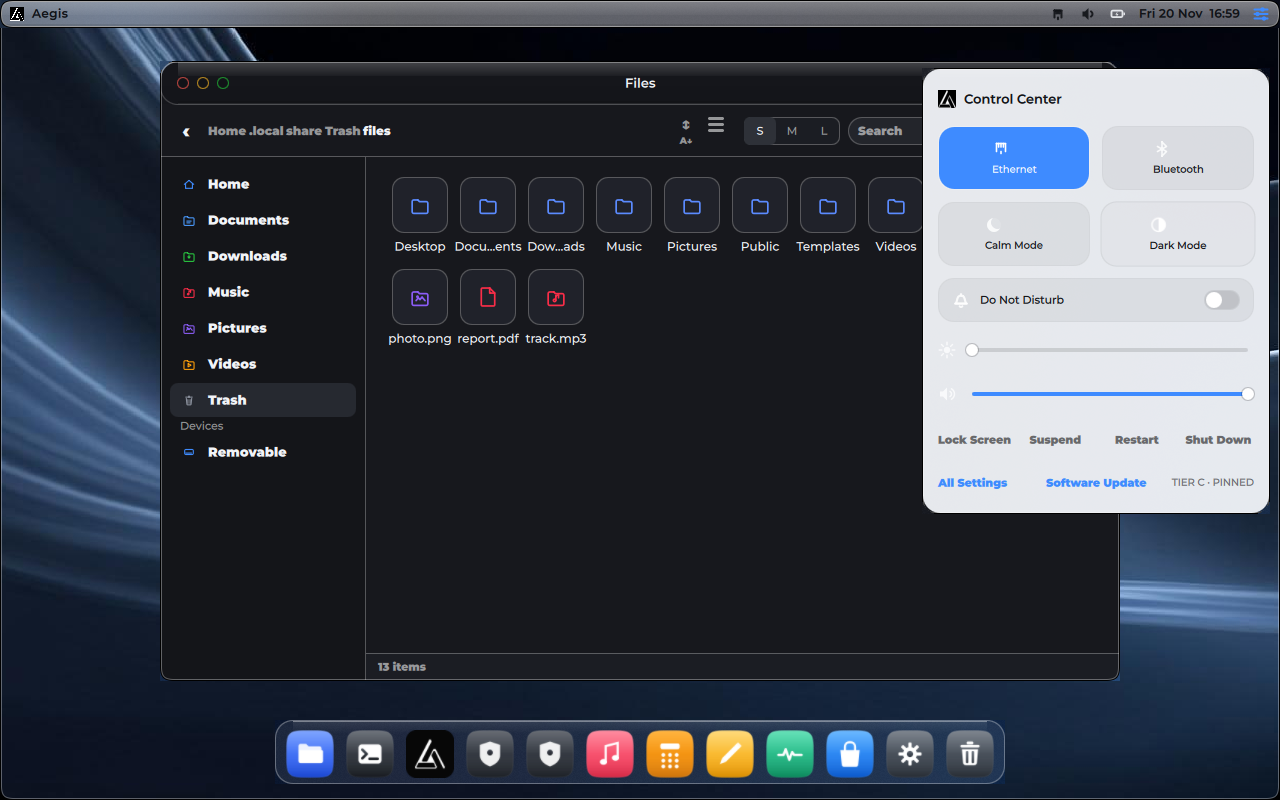 Aegis
Fri 20 Nov 16:59
Files
Home .local share Trash files
A+
S M L
Search
Home
Documents
Downloads
Music
Pictures
Videos
Trash
Devices
Removable
Desktop Docu...ents Dow...ads Music Pictures Public Templates Videos
photo.png report.pdf track.mp3
13 items
Control Center
Ethernet Bluetooth
Calm Mode Dark Mode
Do Not Disturb
Lock Screen Suspend Restart Shut Down
All Settings Software Update TIER C · PINNED